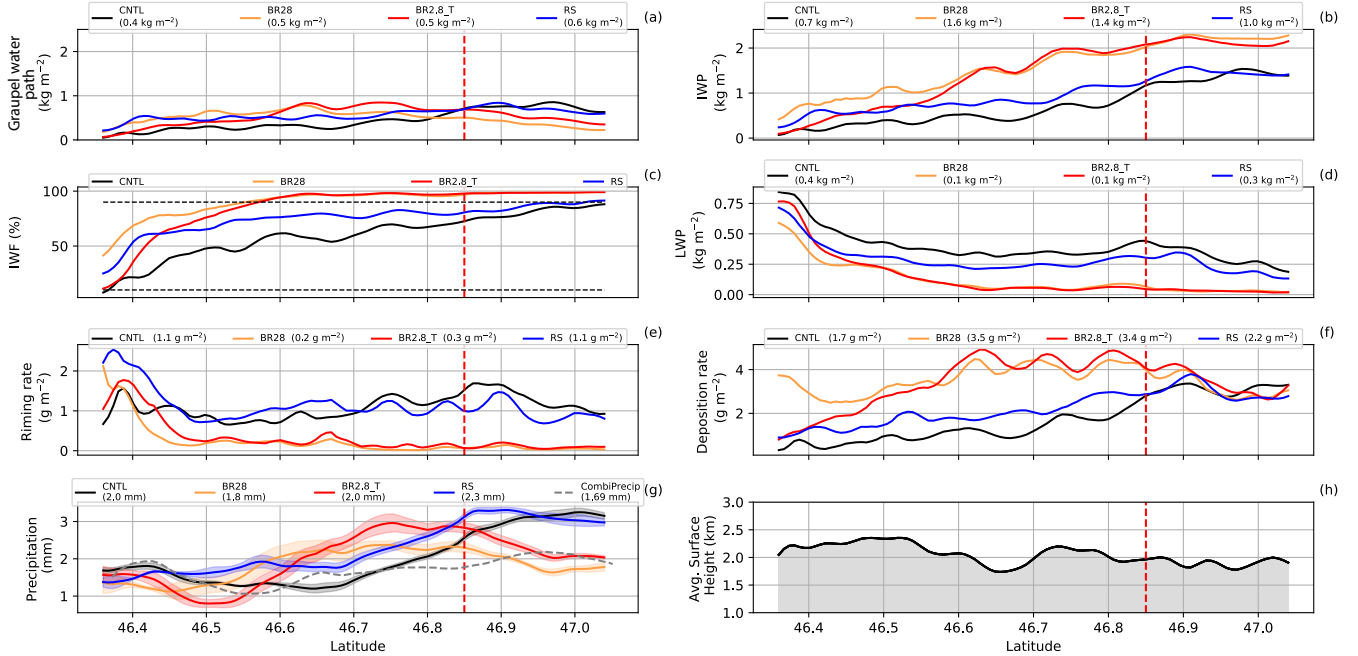 (a)
CNTL BR28 BR2.8_T RS
(0.4 kg m⁻²) (0.5 kg m⁻²) (0.5 kg m⁻²) (0.6 kg m⁻²)
Graupel water
path
(kg m⁻²)
2
1
0
(b)
CNTL BR28 BR2.8_T RS
(0.7 kg m⁻²) (1.6 kg m⁻²) (1.4 kg m⁻²) (1.0 kg m⁻²)
IWP
(kg m⁻²)
2
1
0
(c)
CNTL BR28 BR2.8_T RS
IWF (%)
100
50
(d)
CNTL BR28 BR2.8_T RS
(0.4 kg m⁻²) (0.1 kg m⁻²) (0.1 kg m⁻²) (0.3 kg m⁻²)
LWP
(kg m⁻²)
0.75
0.50
0.25
0.00
(e)
CNTL (1.1 g m⁻²) BR28 (0.2 g m⁻²) BR2.8_T (0.3 g m⁻²) RS (1.1 g m⁻²)
Riming rate
(g m⁻²)
2
1
0
(f)
CNTL (1.7 g m⁻²) BR28 (3.5 g m⁻²) BR2.8_T (3.4 g m⁻²) RS (2.2 g m⁻²)
Deposition rate
(g m⁻²)
4
2
(g)
CNTL BR28 BR2.8_T RS CombiPrecip
(2.0 mm) (1.8 mm) (2.0 mm) (2.3 mm) (1.69 mm)
Precipitation
(mm)
3
2
1
46.4 46.5 46.6 46.7 46.8 46.9 47.0
Latitude
(h)
Avg. Surface
Height (km)
3.0
2.5
2.0
1.5
1.0
46.4 46.5 46.6 46.7 46.8 46.9 47.0
Latitude